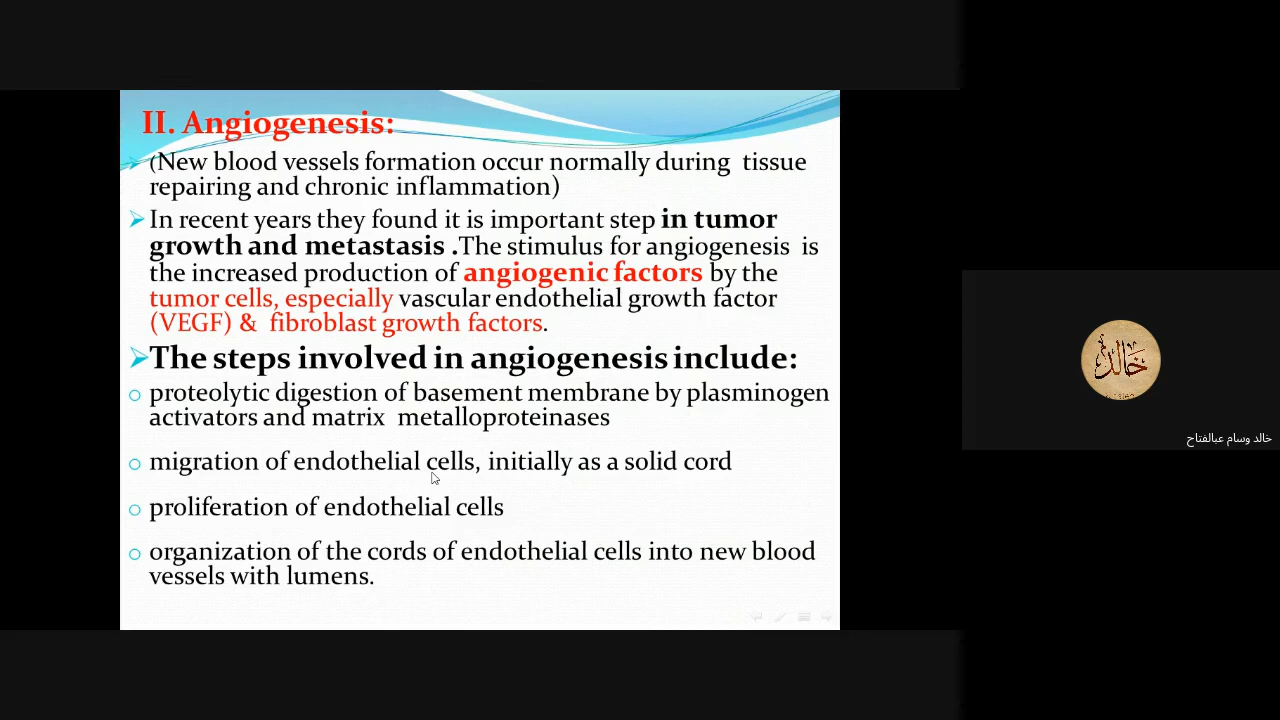 II. Angiogenesis:
(New blood vessels formation occur normally during tissue
repairing and chronic inflammation)
In recent years they found it is important step in tumor
growth and metastasis .The stimulus for angiogenesis is
the increased production of angiogenic factors by the
tumor cells, especially vascular endothelial growth factor
(VEGF) & fibroblast growth factors.
The steps involved in angiogenesis include:
proteolytic digestion of basement membrane by plasminogen
activators and matrix metalloproteinases
migration of endothelial cells, initially as a solid cord
proliferation of endothelial cells
organization of the cords of endothelial cells into new blood
vessels with lumens.
خالد
خالد وسام عبالفتاح